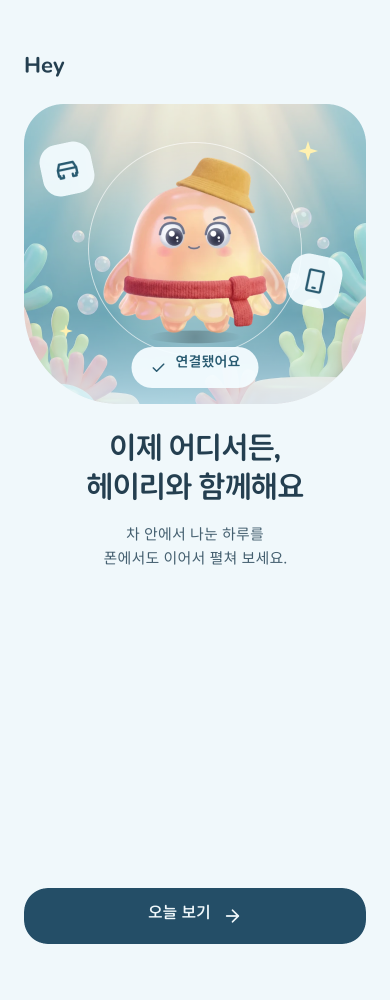 Hey
연결됐어요
이제 어디서든,
헤이리와 함께해요
차 안에서 나눈 하루를
폰에서도 이어서 펼쳐 보세요.
오늘 보기